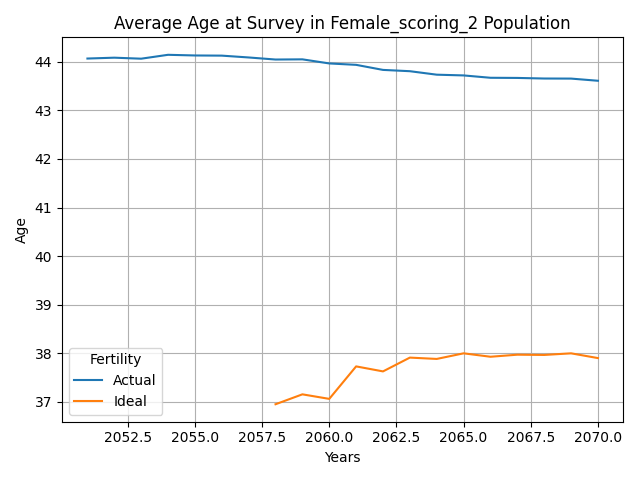 Average Age at Survey in Female_scoring_2 Population
Age
44
43
42
41
40
39
38
37
Fertility
Actual
Ideal
2052.5 2055.0 2057.5 2060.0 2062.5 2065.0 2067.5 2070.0
Years